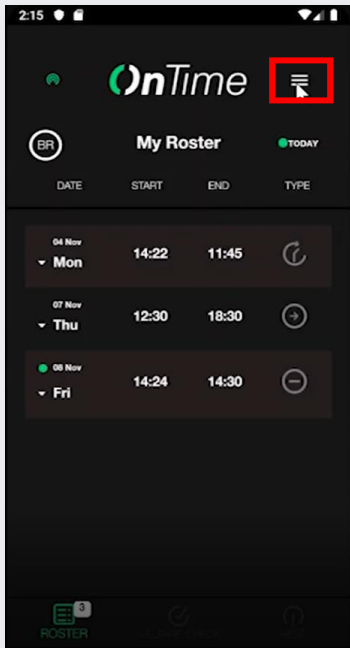 2:15
OnTime
BR My Roster TODAY
DATE START END TYPE
04 Nov
Mon 14:22 11:45
07 Nov
Thu 12:30 18:30
08 Nov
Fri 14:24 14:30
3
ROSTER